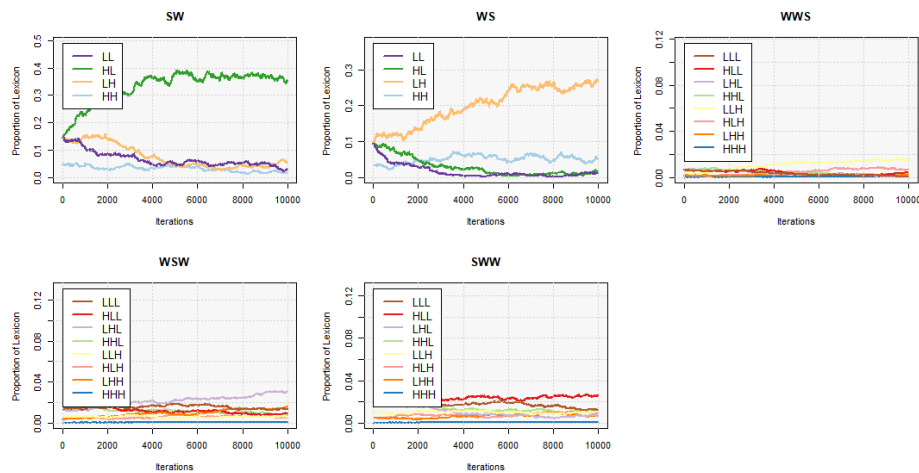 SW
Proportion of Lexicon
0.0 0.1 0.2 0.3 0.4 0.5
LL
HL
LH
HH
0 2000 4000 6000 8000 10000
Iterations
WS
Proportion of Lexicon
0.0 0.1 0.2 0.3
LL
HL
LH
HH
0 2000 4000 6000 8000 10000
Iterations
WWS
Proportion of Lexicon
0.00 0.04 0.08 0.12
LLL
HLL
LHL
HHL
LLH
HLH
LHH
HHH
0 2000 4000 6000 8000 10000
Iterations
WSW
Proportion of Lexicon
0.00 0.04 0.08 0.12
LLL
HLL
LHL
HHL
LLH
HLH
LHH
HHH
0 2000 4000 6000 8000 10000
Iterations
SWW
Proportion of Lexicon
0.00 0.04 0.08 0.12
LLL
HLL
LHL
HHL
LLH
HLH
LHH
HHH
0 2000 4000 6000 8000 10000
Iterations